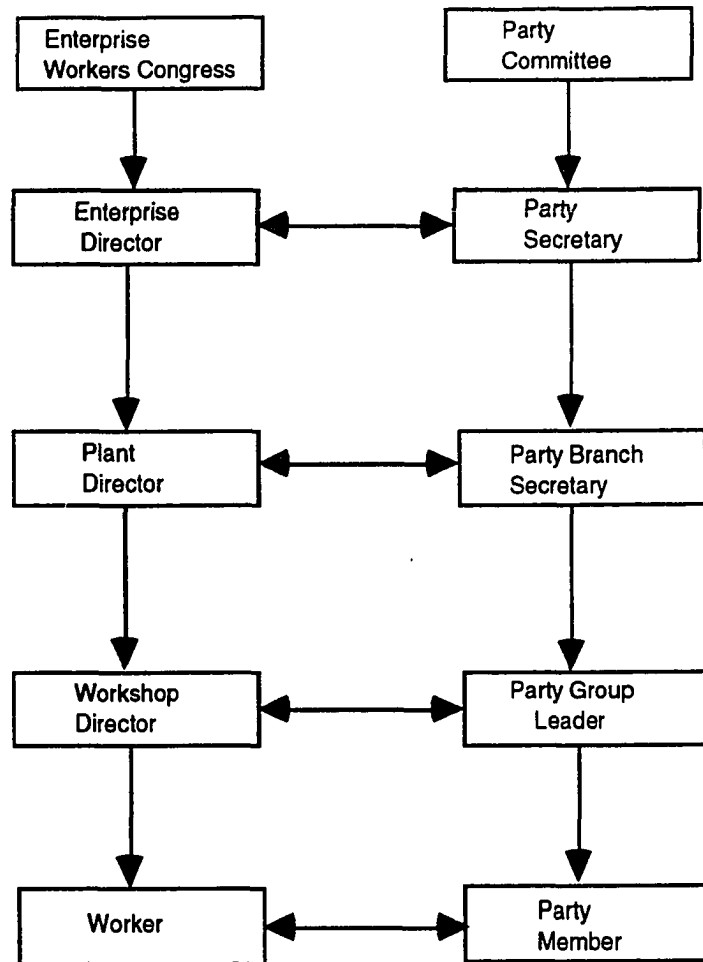 Enterprise
Workers Congress
Party
Committee
Enterprise
Director
Party
Secretary
Plant
Director
Party Branch
Secretary
Workshop
Director
Party Group
Leader
Worker
Party
Member